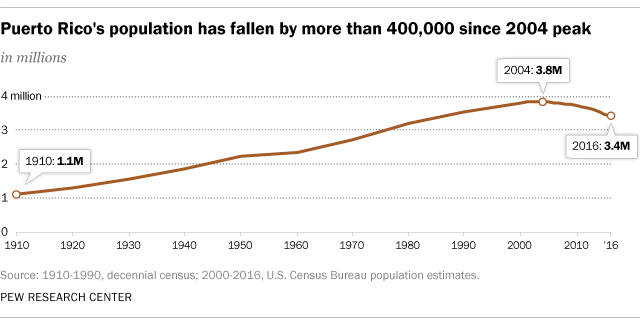 Puerto Rico's population has fallen by more than 400,000 since 2004 peak
in millions
2004: 3.8M
4 million
3
2016: 3.4M
1910: 1.1M
2
1
0
1910 1920 1930 1940 1950 1960 1970 1980 1990 2000 2010 '16
Source: 1910-1990, decennial census; 2000-2016, U.S. Census Bureau population estimates.
PEW RESEARCH CENTER